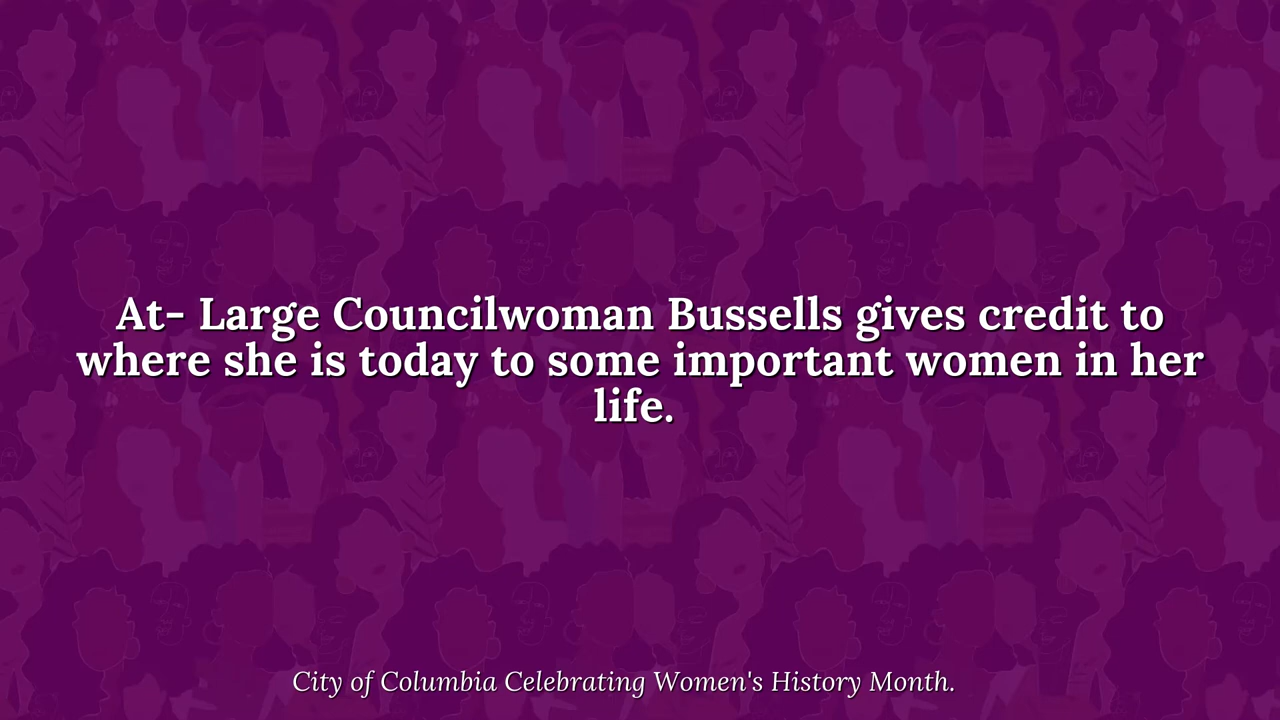 At- Large Councilwoman Bussells gives credit to
where she is today to some important women in her
life.
City of Columbia Celebrating Women's History Month.